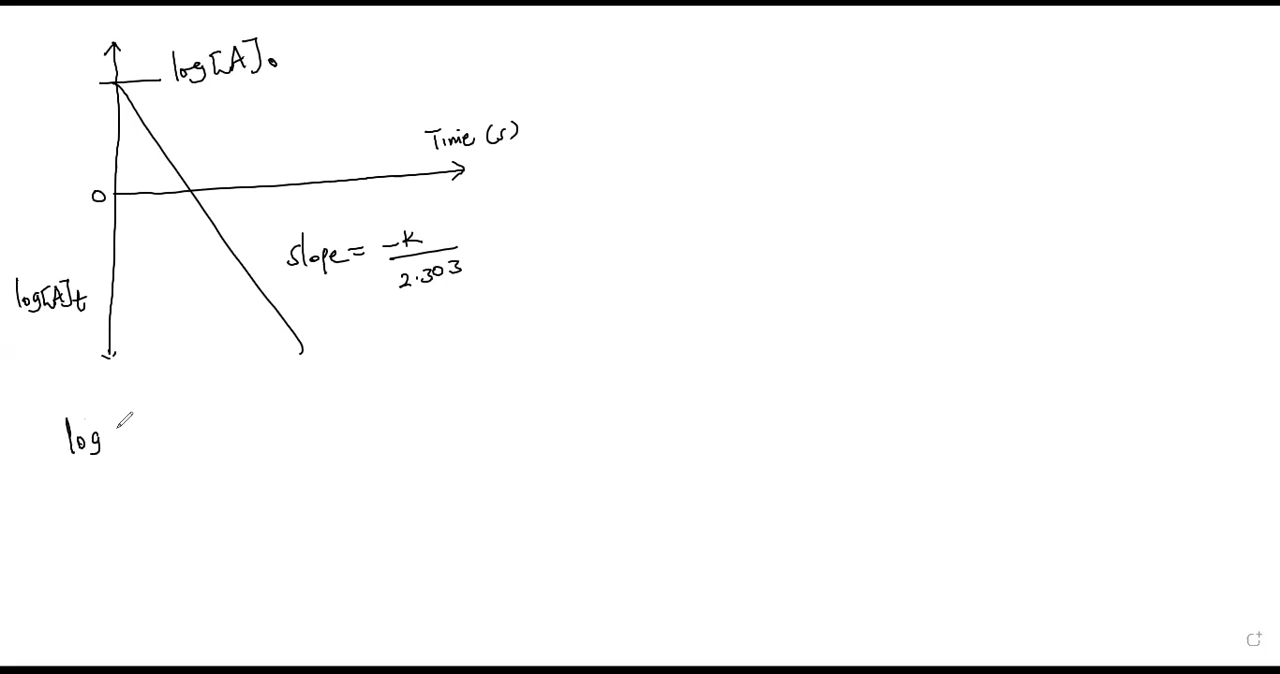 log[A]₀
Time (s)
0
slope = -K
2.303
log[A]t
log